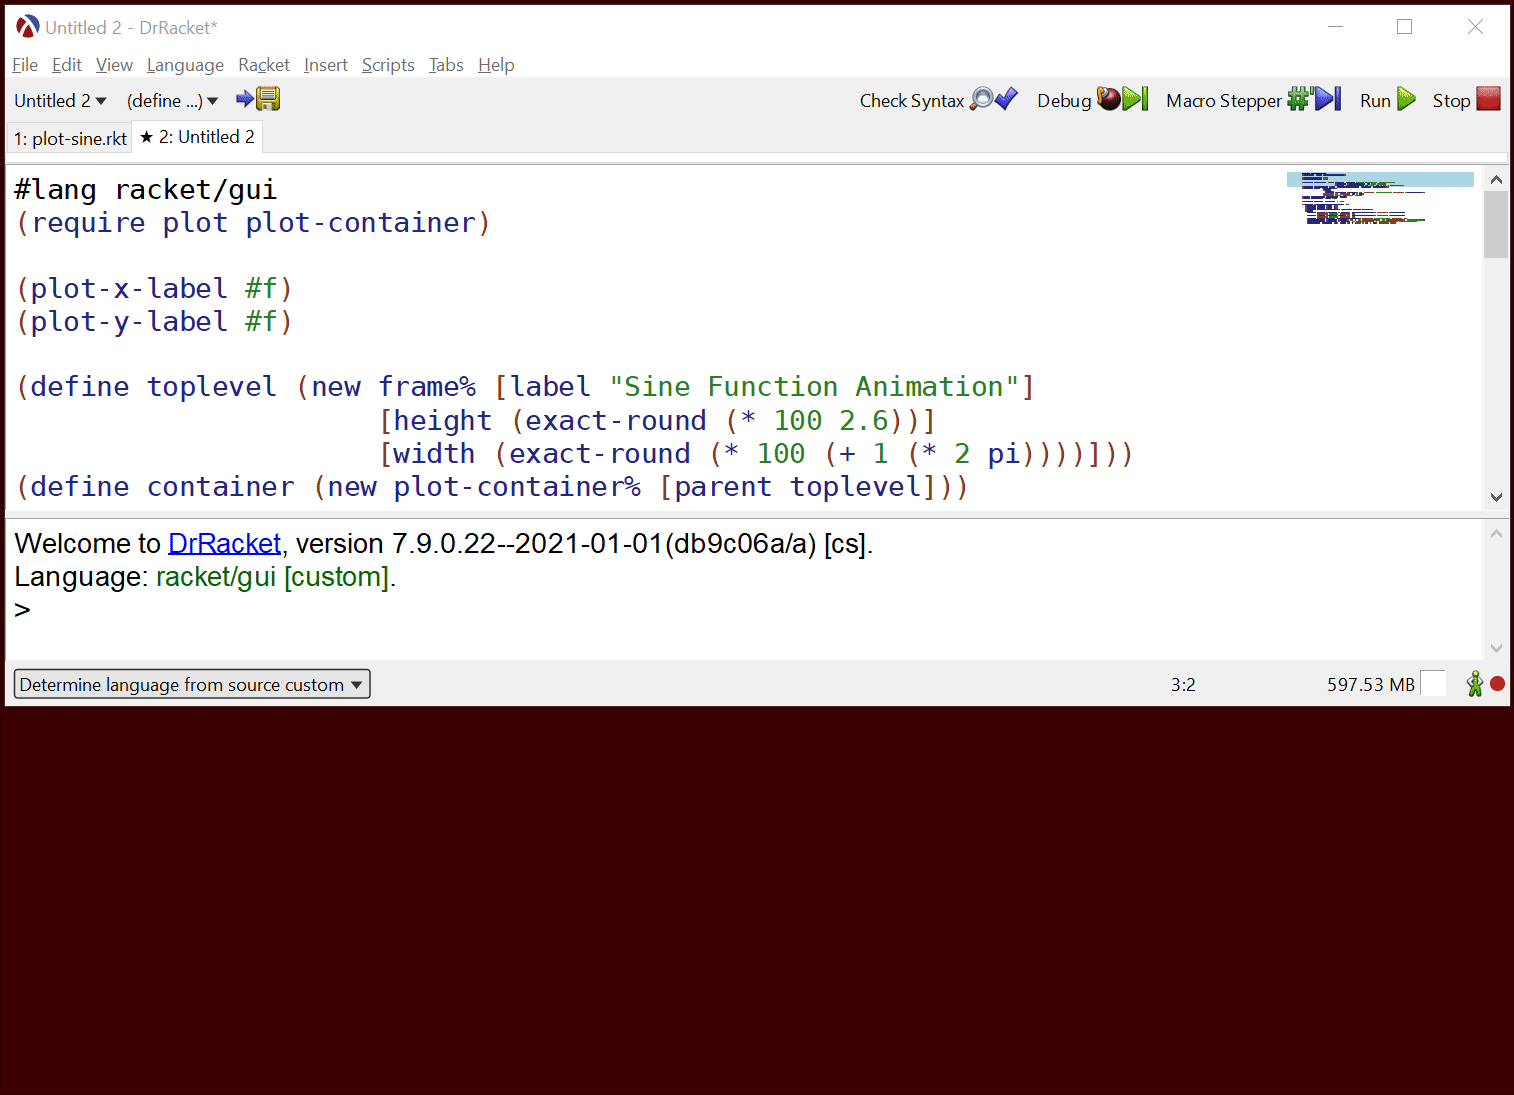 Untitled 2 - DrRacket*
File Edit View Language Racket Insert Scripts Tabs Help
Untitled 2 (define ...) Check Syntax Debug Macro Stepper Run Stop
1: plot-sine.rkt ★ 2: Untitled 2
#lang racket/gui
(require plot plot-container)
(plot-x-label #f)
(plot-y-label #f)
(define toplevel (new frame% [label "Sine Function Animation"]
[height (exact-round (* 100 2.6))]
[width (exact-round (* 100 (+ 1 (* 2 pi))))]))
(define container (new plot-container% [parent toplevel]))
Welcome to DrRacket, version 7.9.0.22--2021-01-01(db9c06a/a) [cs].
Language: racket/gui [custom].
>
Determine language from source custom 3:2 597.53 MB